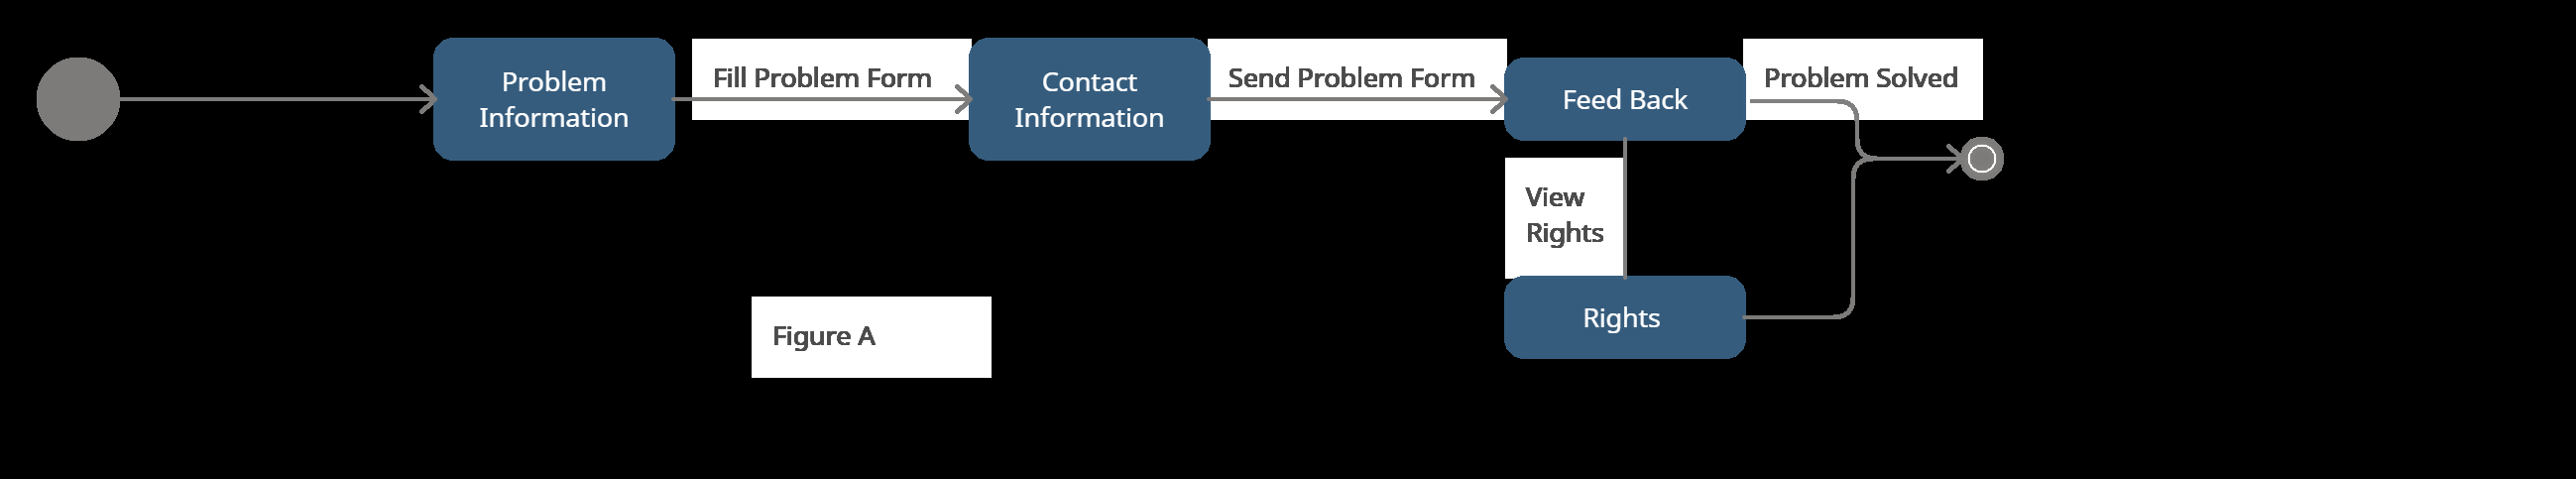 Problem
Information
Fill Problem Form
Contact
Information
Send Problem Form
Feed Back
Problem Solved
View
Rights
Rights
Figure A